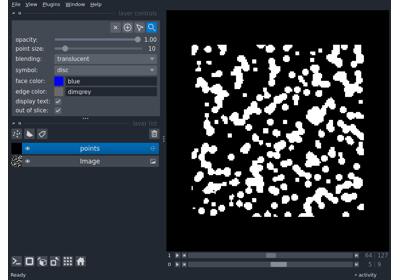 File View Plugins Window Help
layer controls
opacity: 1.00
point size: 10
blending: translucent
symbol: disc
face color: blue
edge color: dimgrey
display text:
out of slice:
layer list
points
Image
1 64 127
0 5 9
Ready
activity